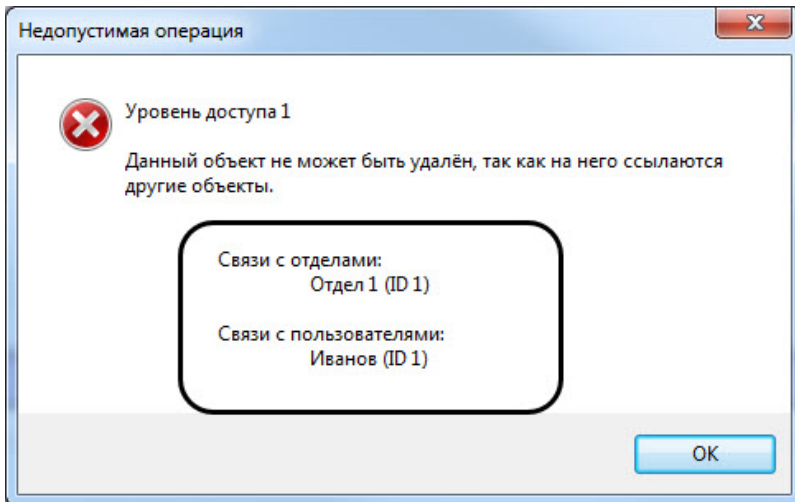 Недопустимая операция
Уровень доступа 1
Данный объект не может быть удалён, так как на него ссылаются
другие объекты.
Связи с отделами:
Отдел 1 (ID 1)
Связи с пользователями:
Иванов (ID 1)
OK